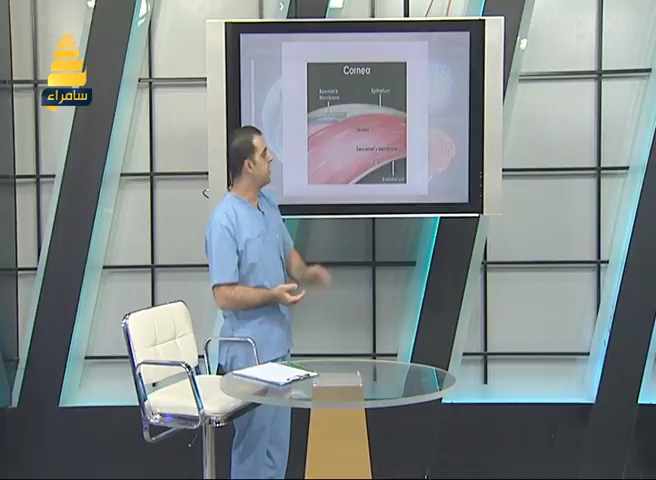 سامراء
Cornea
Bowman's
Membrane
Epithelium
Stroma
Descemet's Membrane
Endothelium